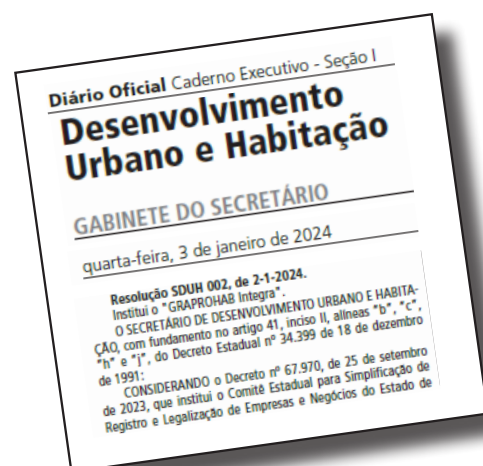 Diário Oficial Caderno Executivo - Seção I
Desenvolvimento
Urbano e Habitação
GABINETE DO SECRETÁRIO
quarta-feira, 3 de janeiro de 2024
Resolução SDUH 002, de 2-1-2024.
Institui o "GRAPROHAB Integra".
O SECRETÁRIO DE DESENVOLVIMENTO URBANO E HABITA-
ÇÃO, com fundamento no artigo 41, inciso II, alíneas "b", "c",
"h" e "j", do Decreto Estadual nº 34.399 de 18 de dezembro
de 1991:
CONSIDERANDO o Decreto nº 67.970, de 25 de setembro
de 2023, que institui o Comitê Estadual para Simplificação de
Registro e Legalização de Empresas e Negócios do Estado de